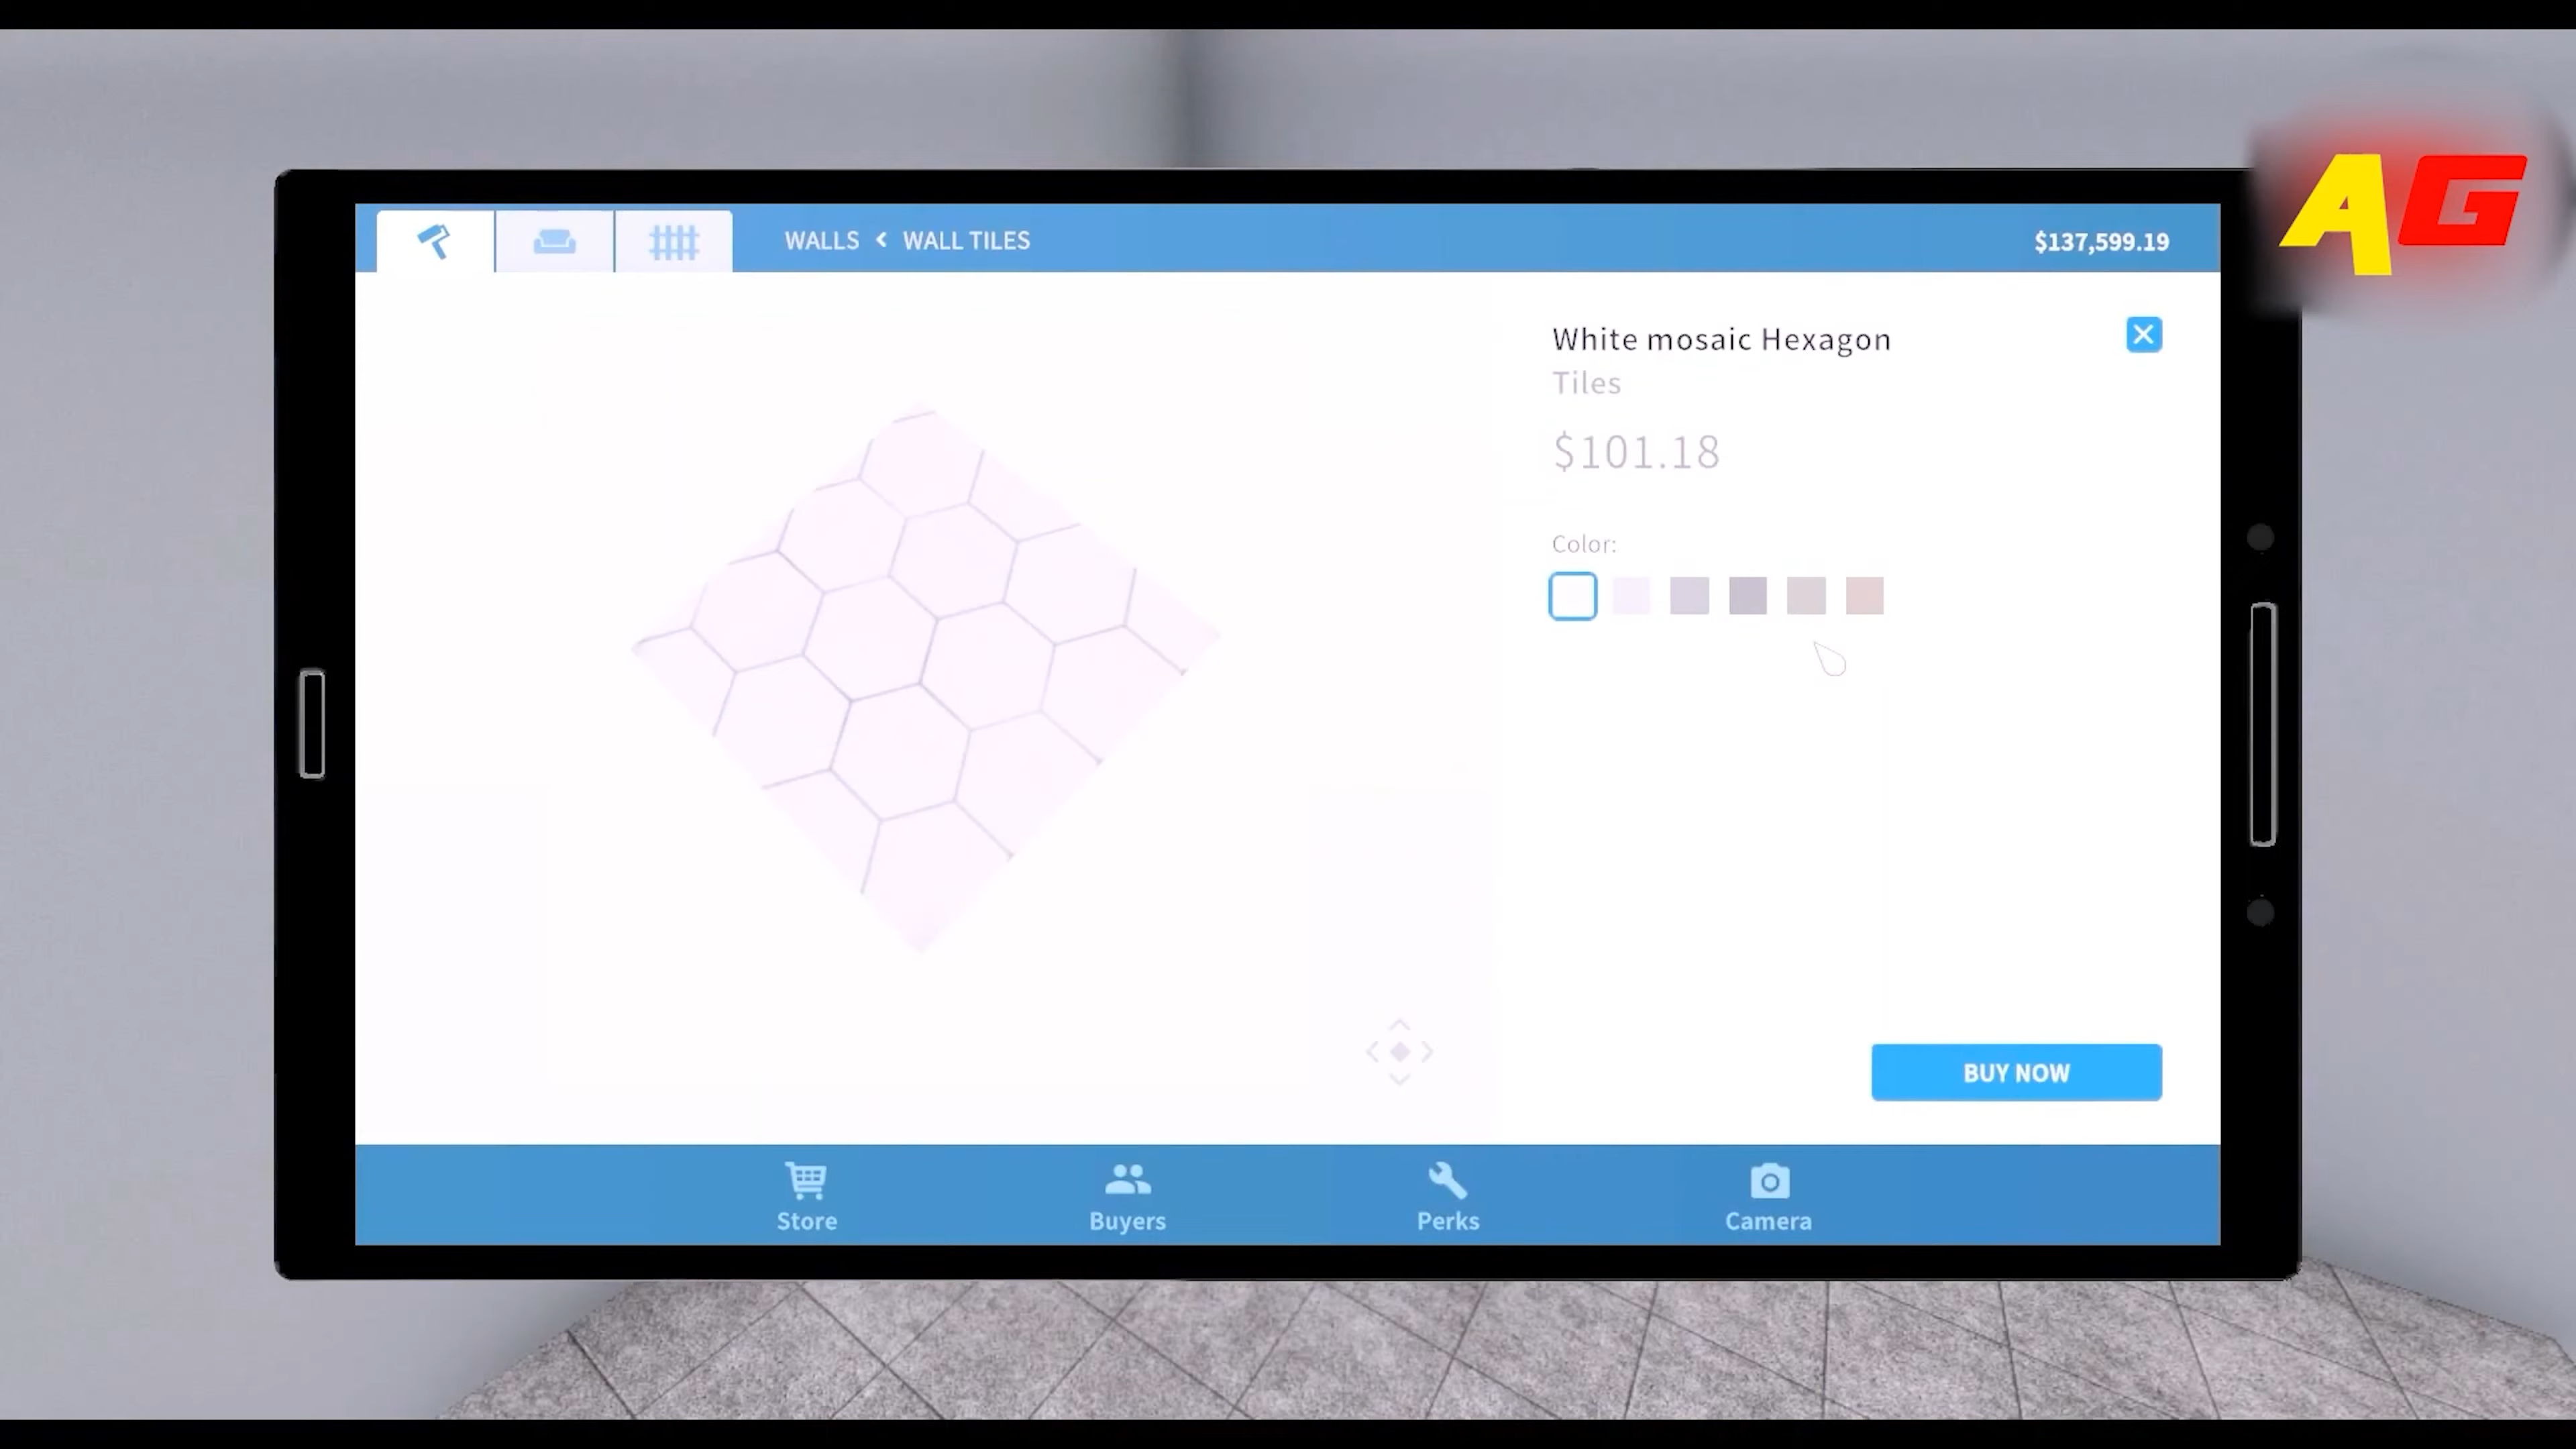 WALLS < WALL TILES
$137,599.19
AG
White mosaic Hexagon
Tiles
$101.18
Color:
BUY NOW
Store
Buyers
Perks
Camera